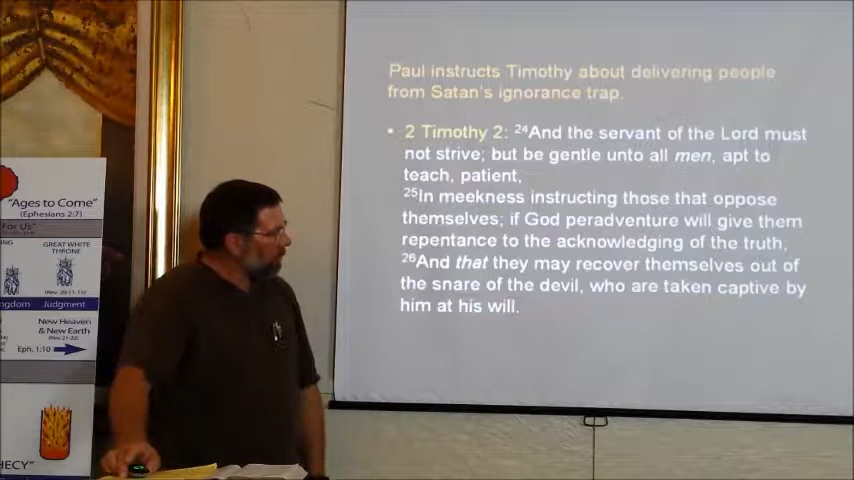 Paul instructs Timothy about delivering people
from Satan's ignorance trap.
• 2 Timothy 2: 24And the servant of the Lord must
not strive; but be gentle unto all men, apt to
teach, patient,
25In meekness instructing those that oppose
themselves; if God peradventure will give them
repentance to the acknowledging of the truth;
26And that they may recover themselves out of
the snare of the devil, who are taken captive by
him at his will.
"Ages to Come"
(Ephesians 2:7)
For Us"
GREAT WHITE
THRONE
Kingdom
Judgment
New Heaven
& New Earth
Eph. 1:10